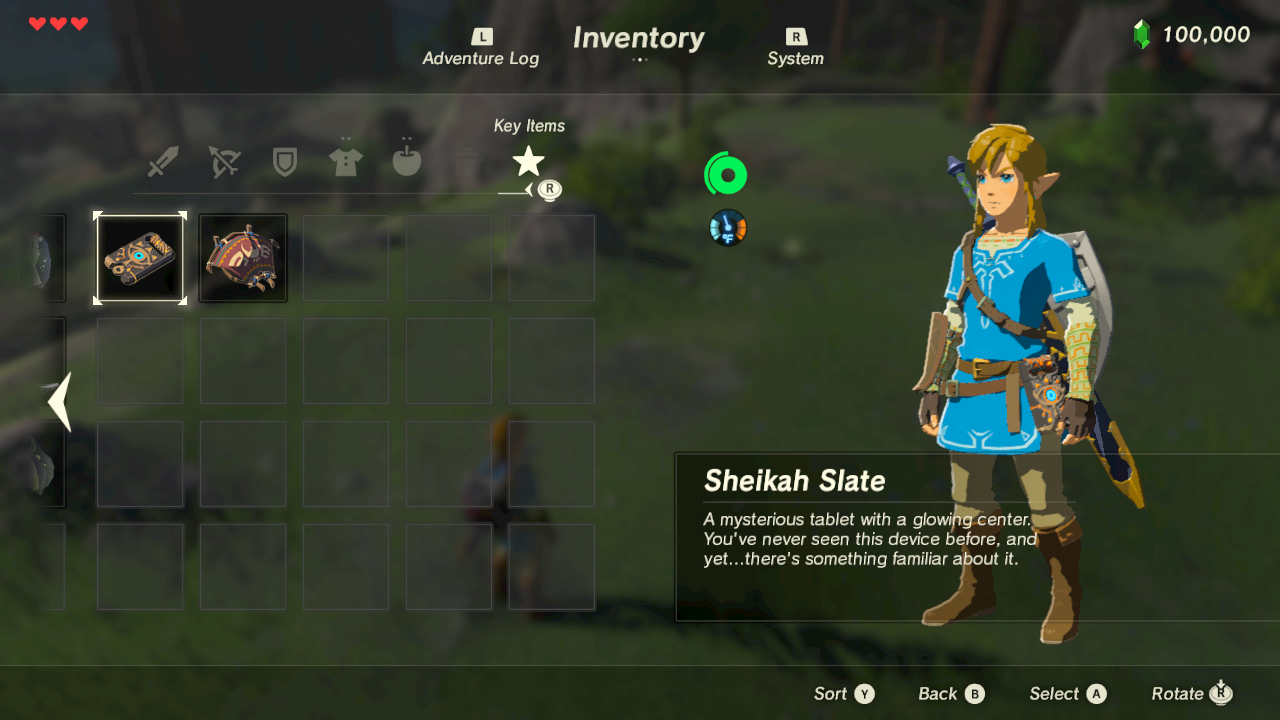 L
Adventure Log
Inventory
R
System
100,000
Key Items
R
°F
Sheikah Slate
A mysterious tablet with a glowing center.
You've never seen this device before, and
yet...there's something familiar about it.
Sort Y
Back B
Select A
Rotate R